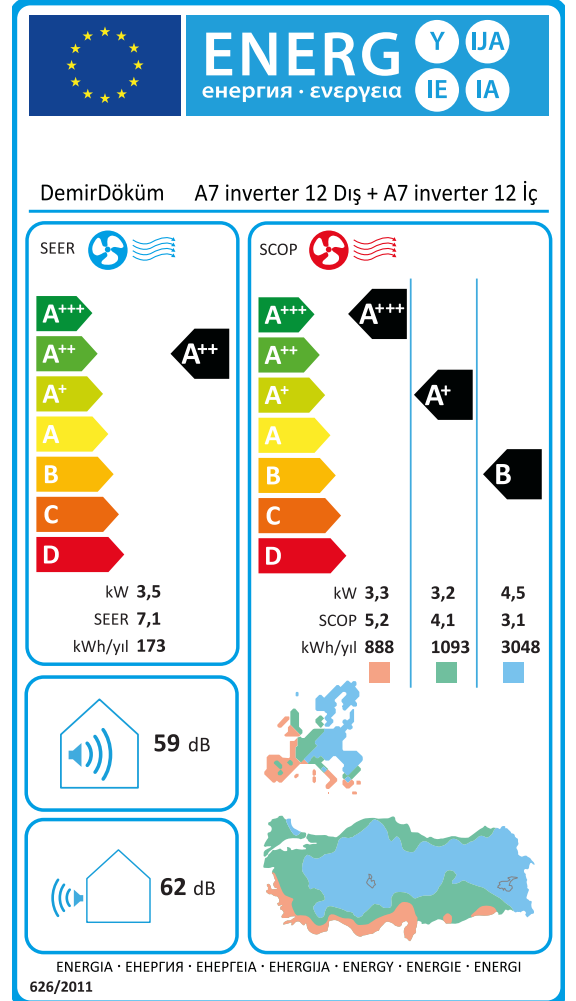 ENERG
енергия · ενεργεια
Y IJA
IE IA
DemirDöküm A7 inverter 12 Dış + A7 inverter 12 İç
SEER
A+++
A++
A+
A
B
C
D
A++
kW 3,5
SEER 7,1
kWh/yıl 173
SCOP
A+++
A++
A+
A
B
C
D
A+++
A+
B
kW 3,3 3,2 4,5
SCOP 5,2 4,1 3,1
kWh/yıl 888 1093 3048
59 dB
62 dB
ENERGIA · ЕНЕРГИЯ · ΕΝΕΡΓΕΙΑ · ENERGIJA · ENERGY · ENERGIE · ENERGI
626/2011